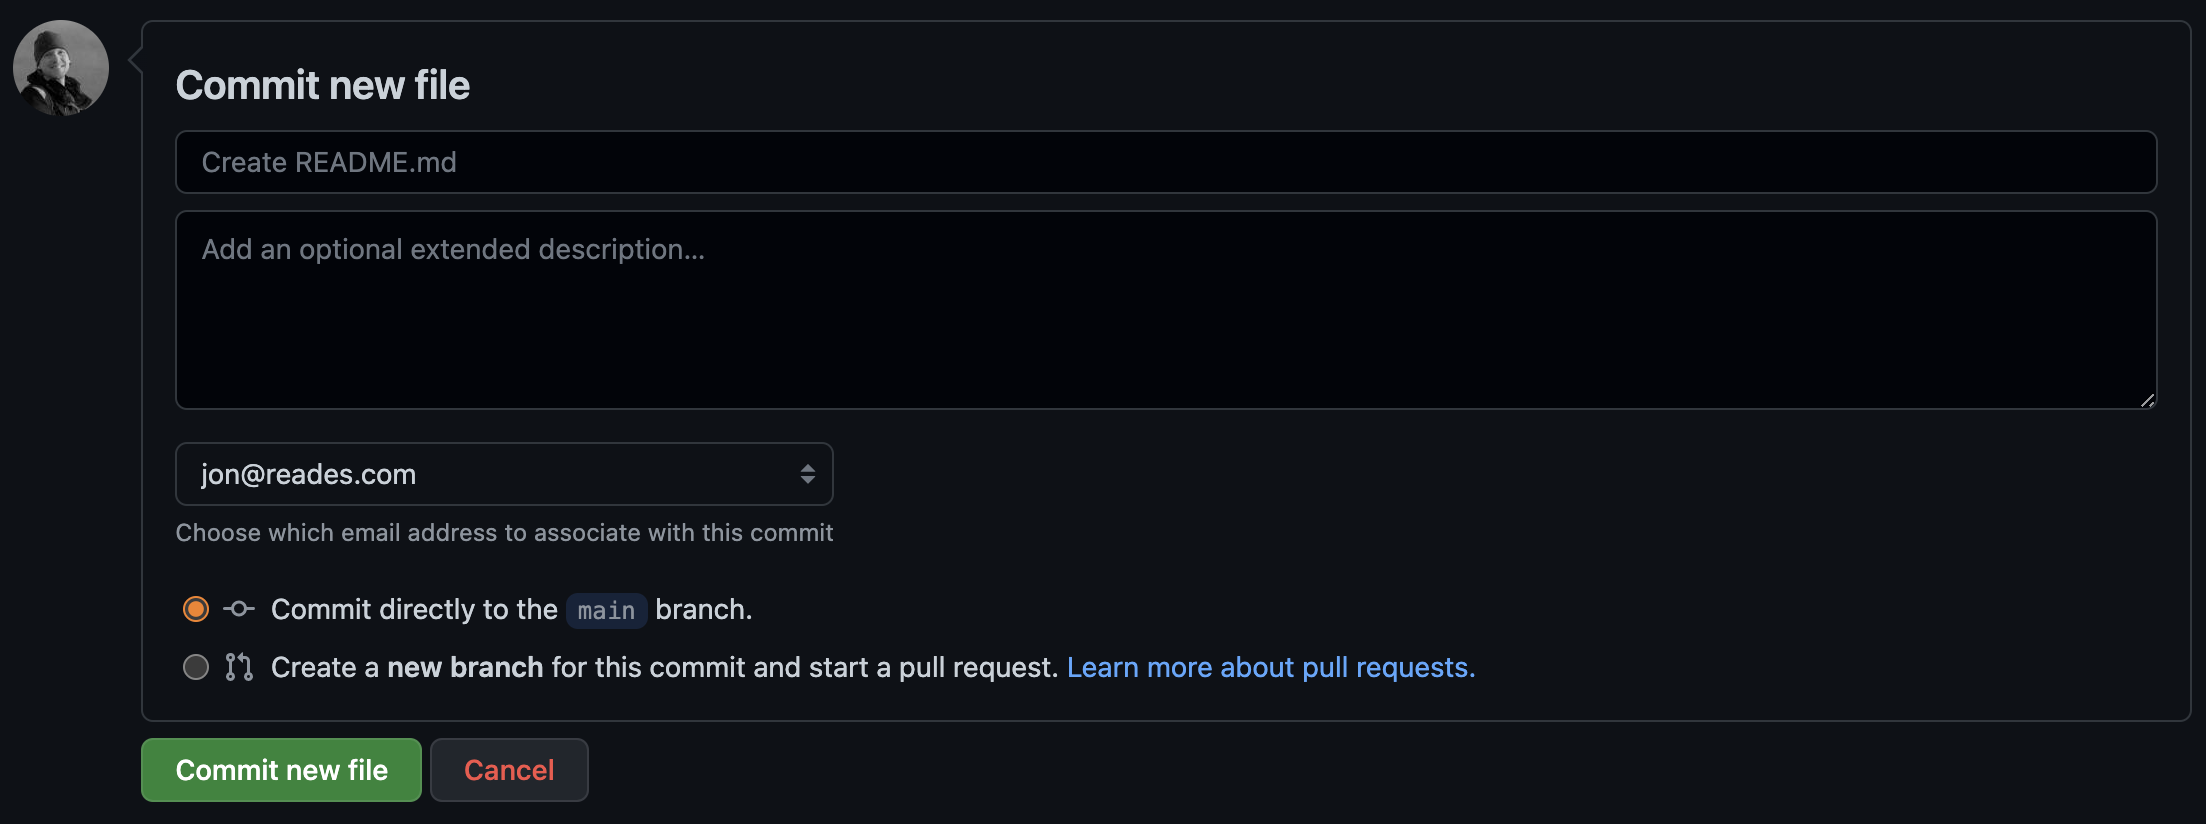 Commit new file
Create README.md
Add an optional extended description...
jon@reades.com
Choose which email address to associate with this commit
Commit directly to the main branch.
Create a new branch for this commit and start a pull request. Learn more about pull requests.
Commit new file
Cancel